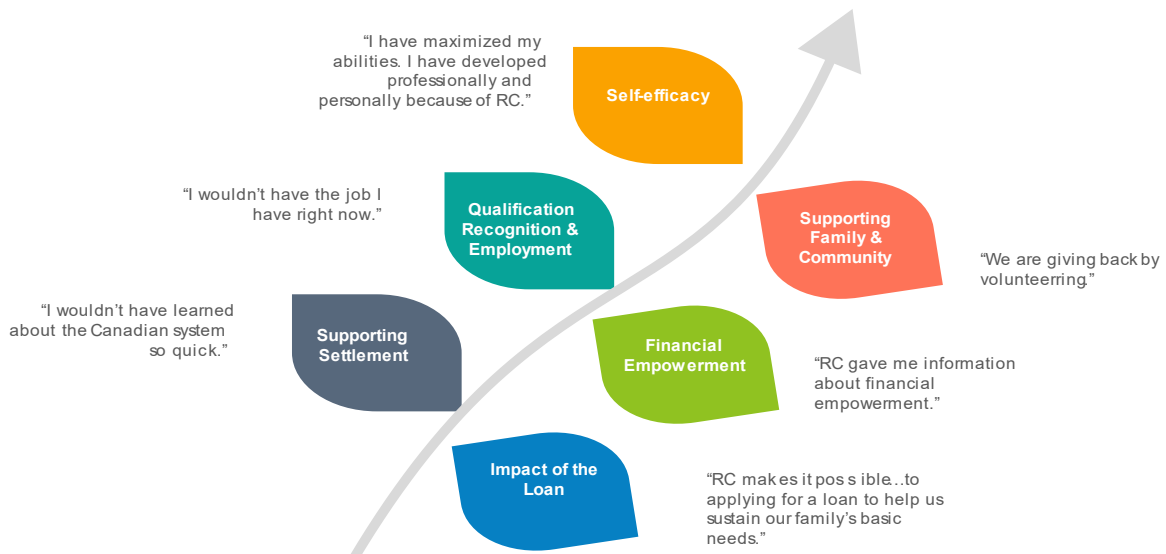 “I have maximized my
abilities. I have developed
professionally and
personally because of RC.”
Self-efficacy
“I wouldn’t have the job I
have right now.”
Qualification
Recognition &
Employment
Supporting
Family &
Community
“We are giving back by
volunteerring.”
“I wouldn’t have learned
about the Canadian system
so quick.”
Supporting
Settlement
Financial
Empowerment
“RC gave me information
about financial
empowerment.”
Impact of the
Loan
“RC makes it possible…to
applying for a loan to help us
sustain our family’s basic
needs.”